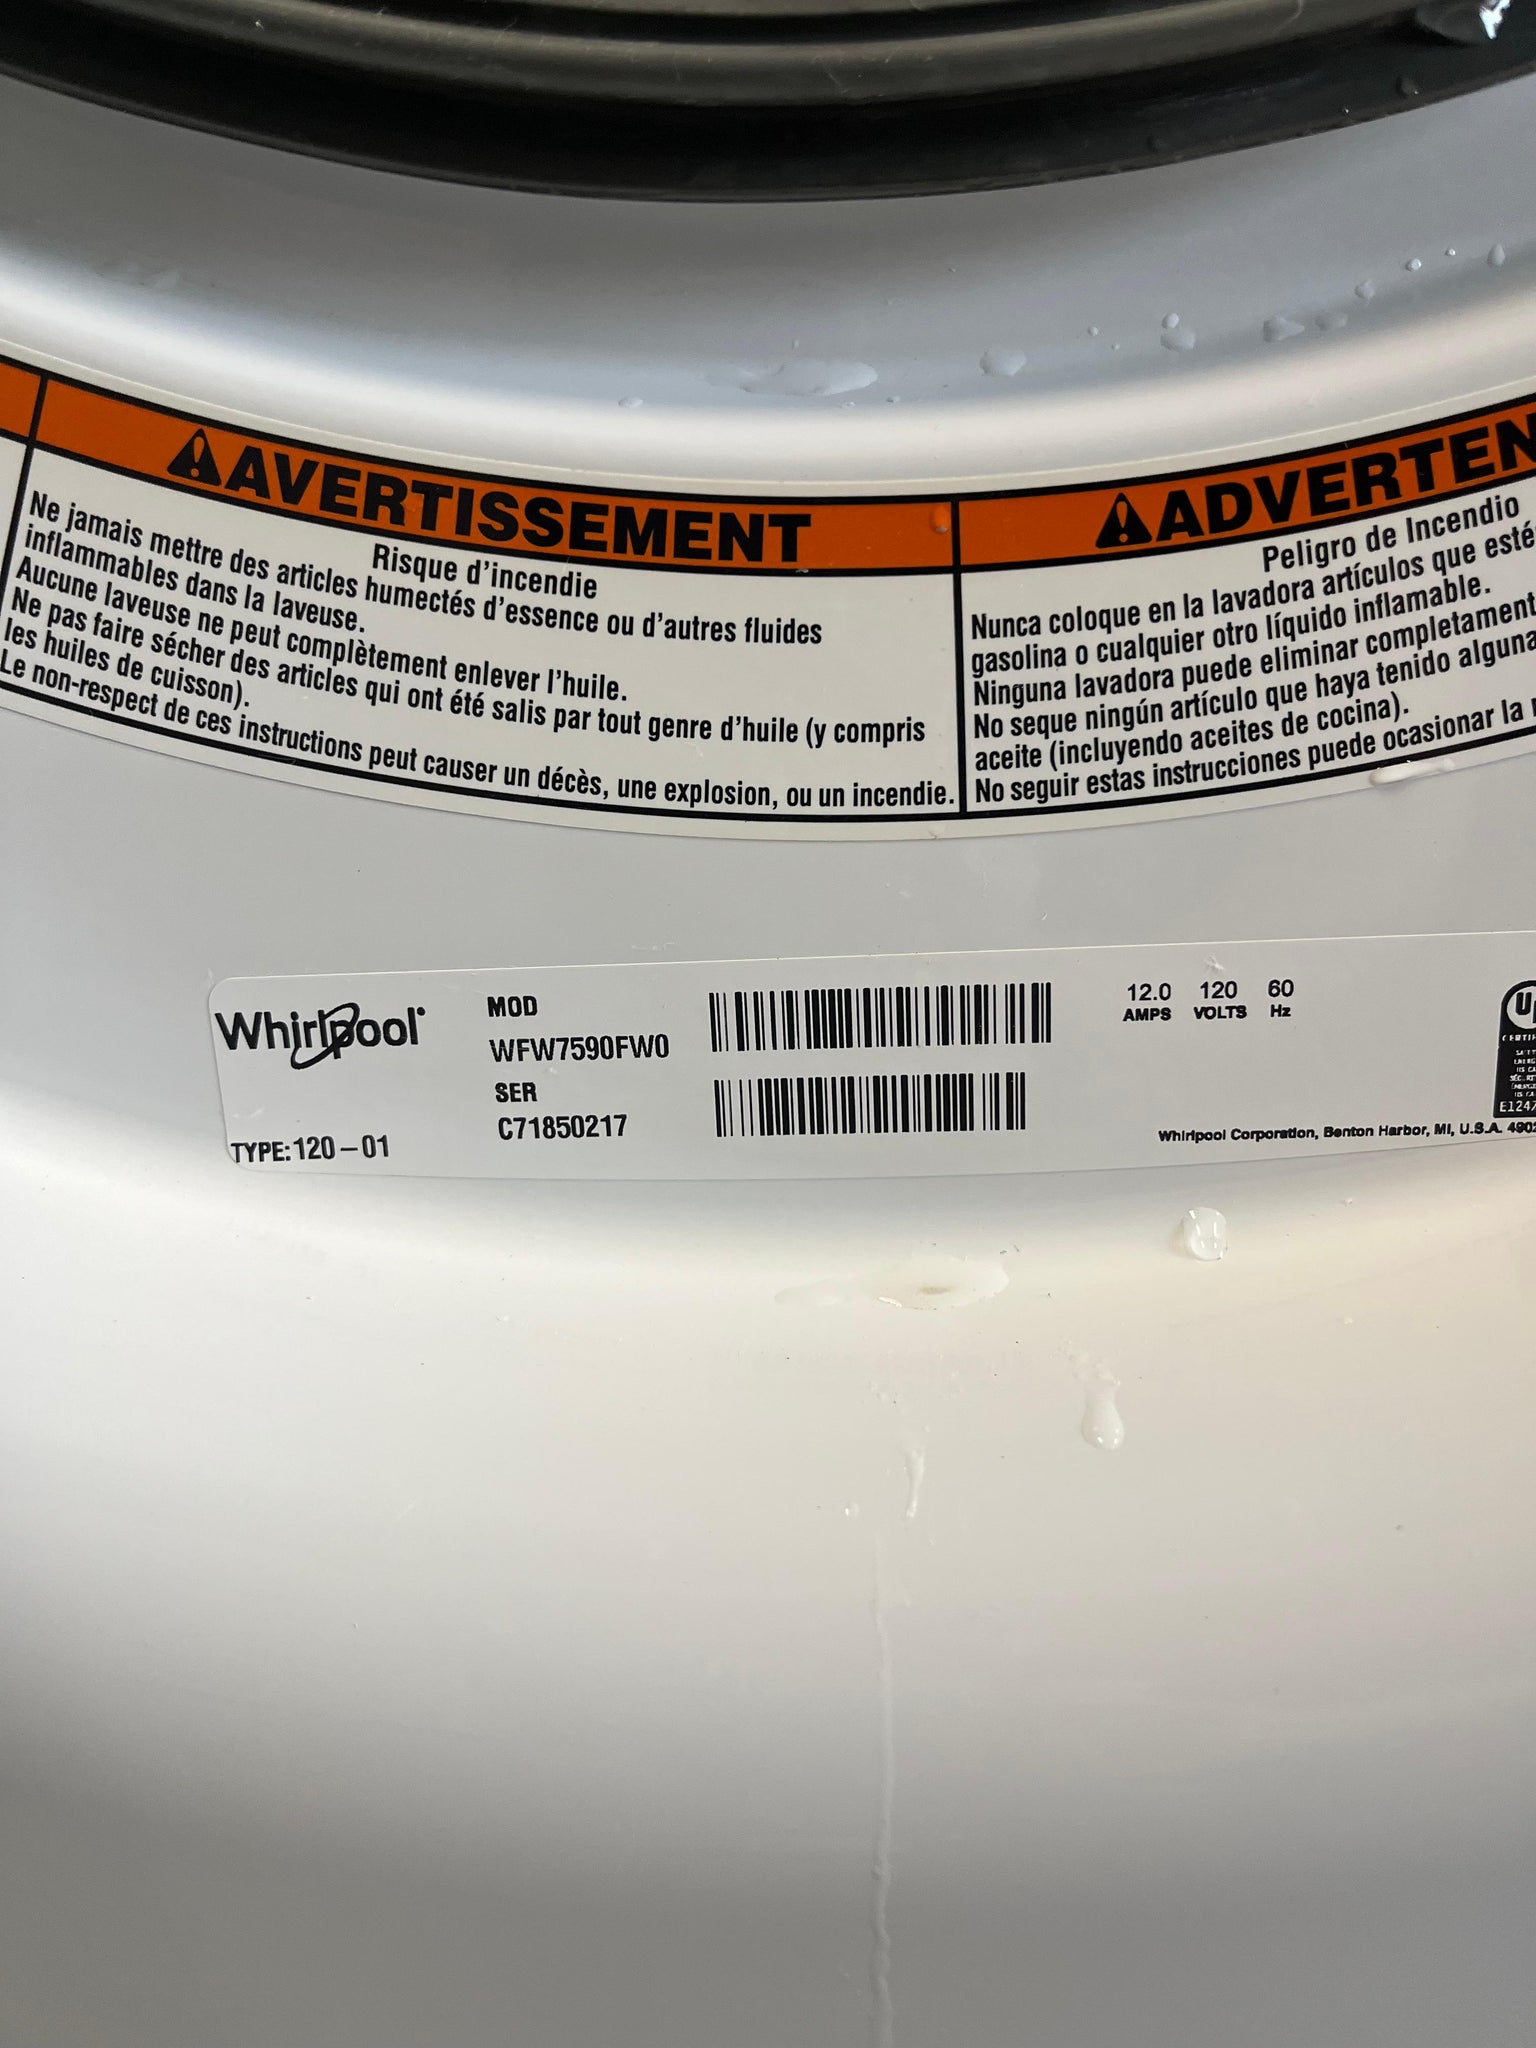 AVERTISSEMENT
Risque d'incendie
Ne jamais mettre des articles humectés d'essence ou d'autres fluides
inflammables dans la laveuse.
Aucune laveuse ne peut complètement enlever l'huile.
Ne pas faire sécher des articles qui ont été salis par tout genre d'huile (y compris
les huiles de cuisson).
Le non-respect de ces instructions peut causer un décès, une explosion, ou un incendie.
ADVERTEN
Peligro de Incendio
Nunca coloque en la lavadora artículos que esté
gasolina o cualquier otro líquido inflamable.
Ninguna lavadora puede eliminar completament
No seque ningún artículo que haya tenido alguna
aceite (incluyendo aceites de cocina).
No seguir estas instrucciones puede ocasionar la
Whirlpool
TYPE: 120-01
MOD
WFW7590FW0
SER
C71850217
12.0 120 60
AMPS VOLTS Hz
Whirlpool Corporation, Benton Harbor, MI, U.S.A. 4902
E1247